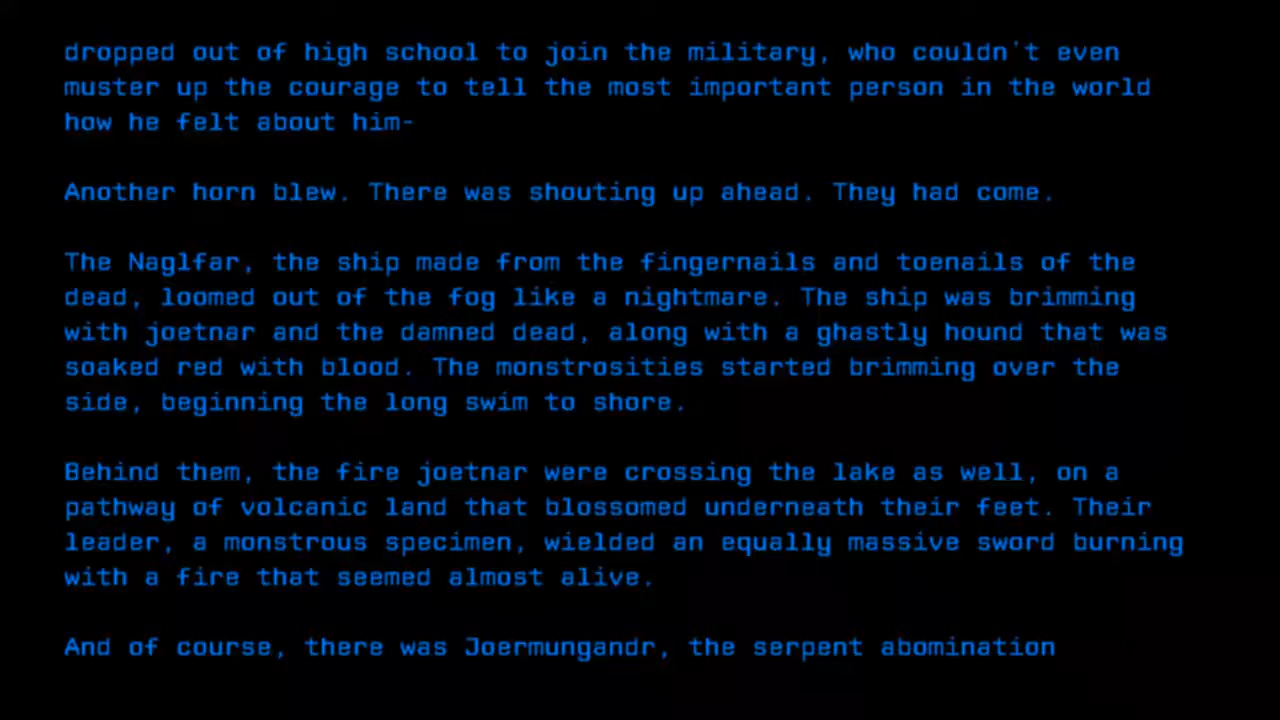 dropped out of high school to join the military, who couldn't even
muster up the courage to tell the most important person in the world
how he felt about him-
Another horn blew. There was shouting up ahead. They had come.
The Naglfar, the ship made from the fingernails and toenails of the
dead, loomed out of the fog like a nightmare. The ship was brimming
with joetnar and the damned dead, along with a ghastly hound that was
soaked red with blood. The monstrosities started brimming over the
side, beginning the long swim to shore.
Behind them, the fire joetnar were crossing the lake as well, on a
pathway of volcanic land that blossomed underneath their feet. Their
leader, a monstrous specimen, wielded an equally massive sword burning
with a fire that seemed almost alive.
And of course, there was Joermungandr, the serpent abomination